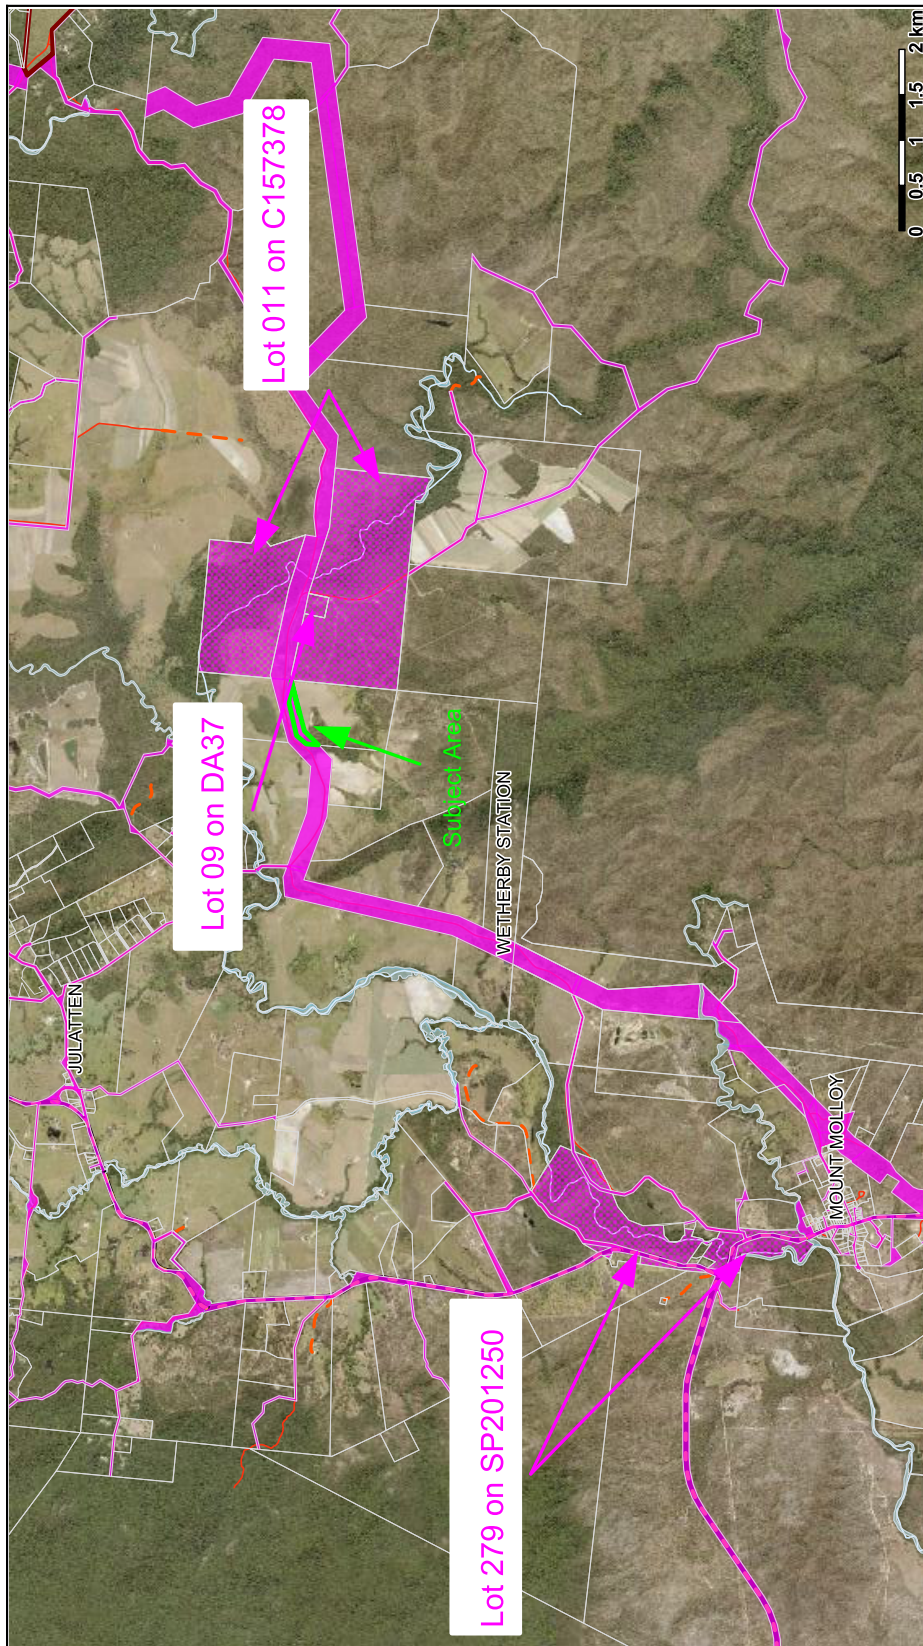 JULATTEN
Lot 09 on DA37
Lot 011 on C157378
Subject Area
WETHERBY STATION
Lot 279 on SP201250
MOUNT MOLLOY
0 0.5 1 1.5 2 km